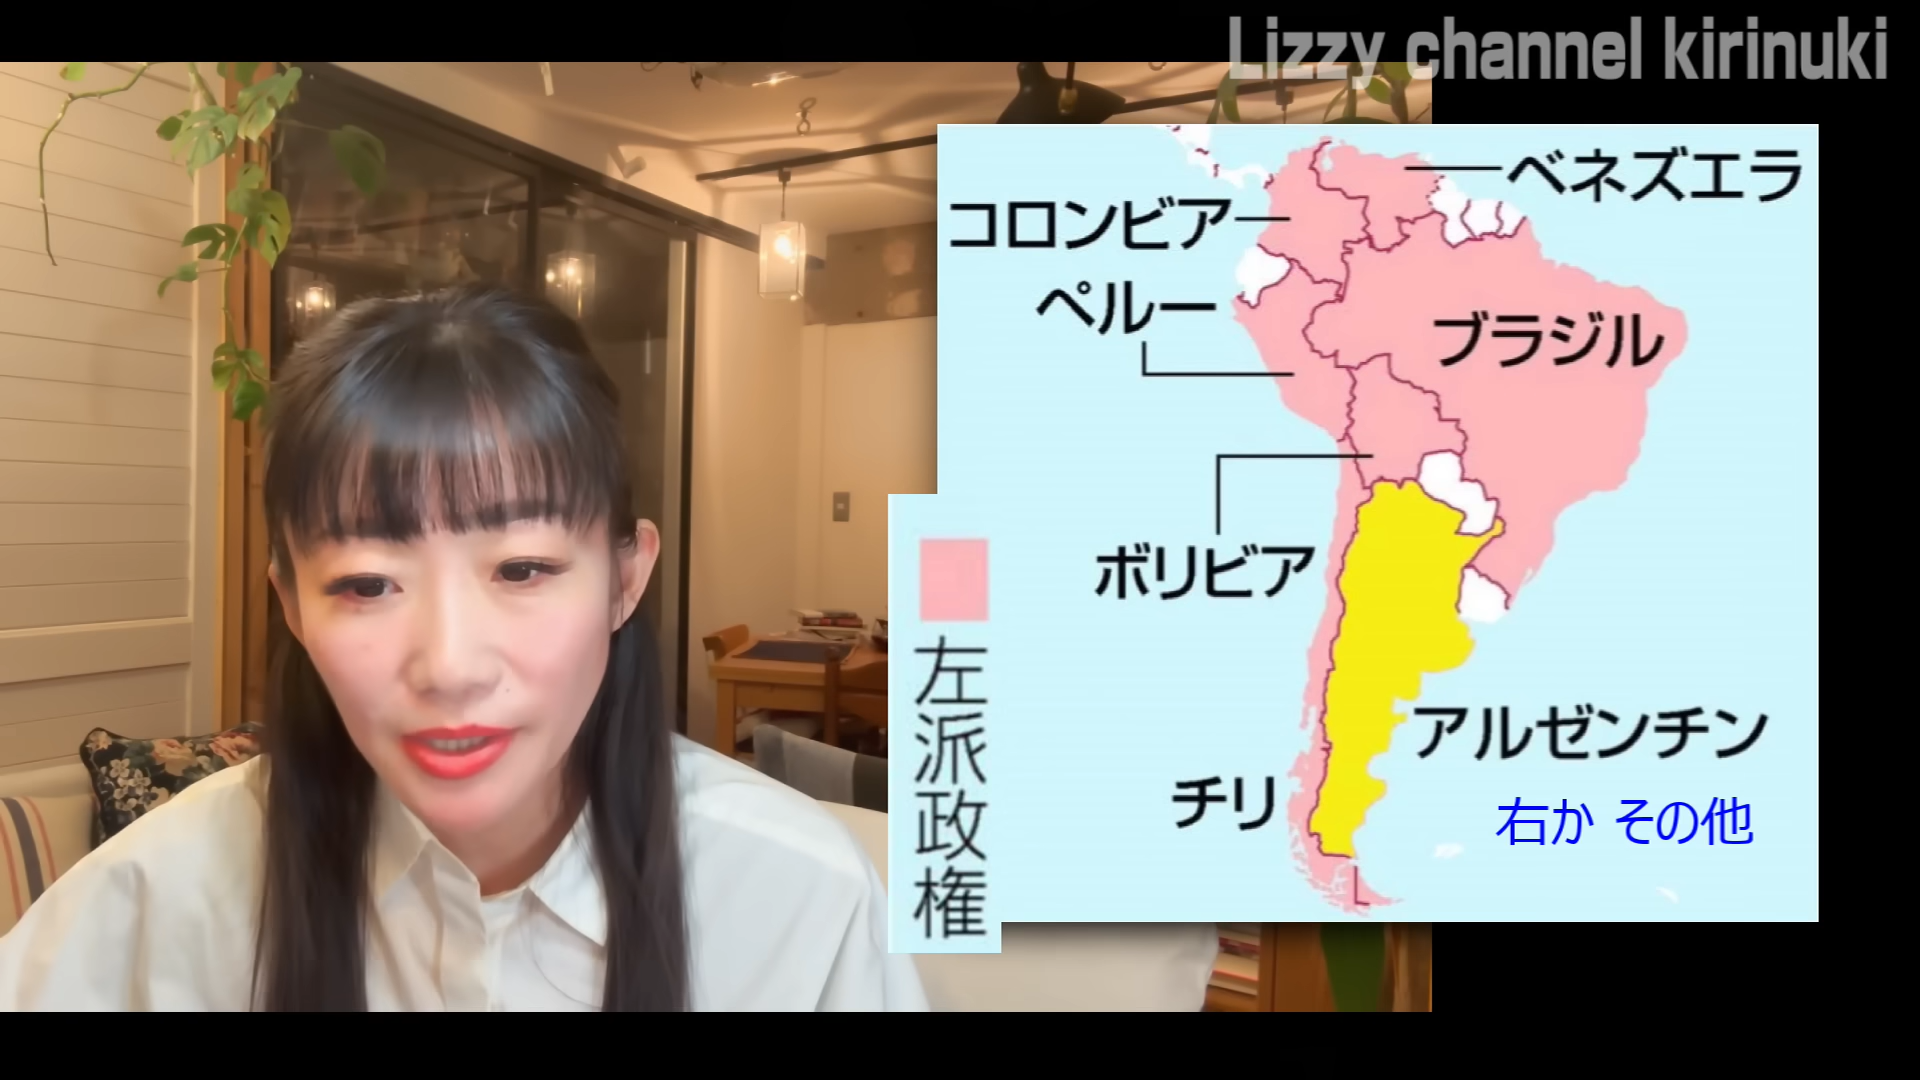 Lizzy channel kirinuki
ベネズエラ
コロンビア
ペルー
ブラジル
ボリビア
アルゼンチン
チリ
右か その他
左派政権